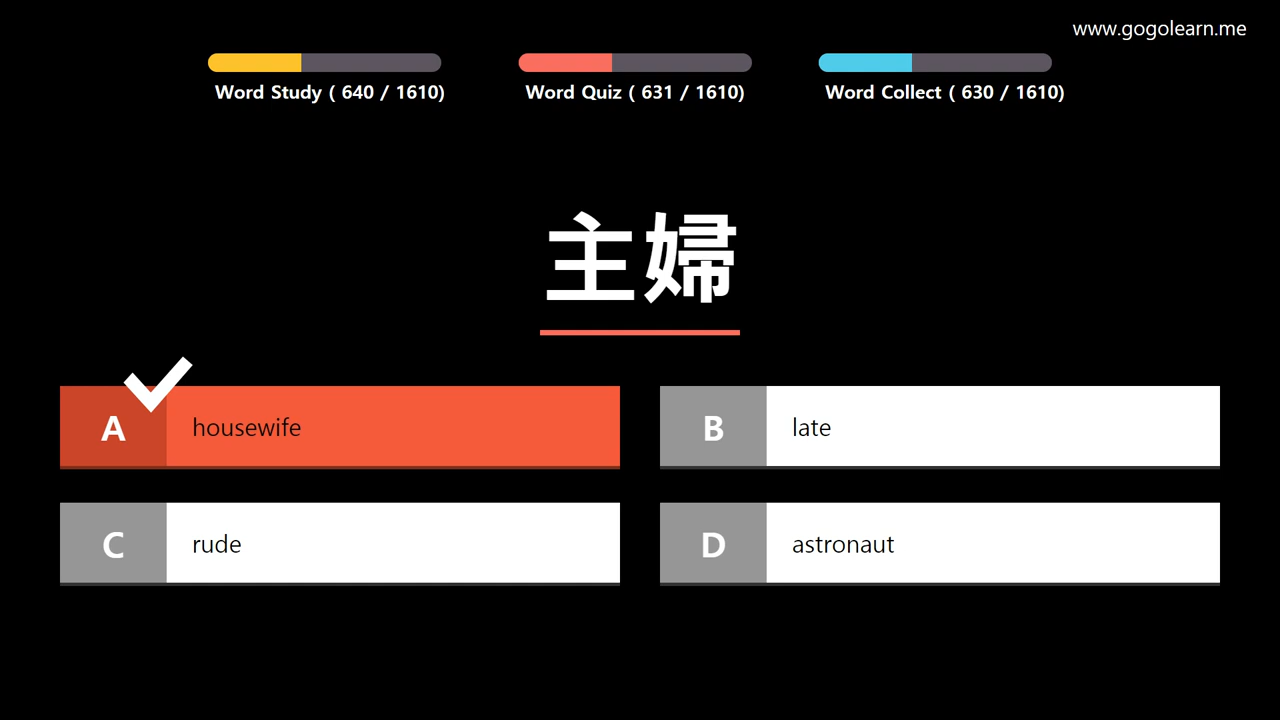 www.gogolearn.me
Word Study ( 640 / 1610)
Word Quiz ( 631 / 1610)
Word Collect ( 630 / 1610)
主婦
A housewife
B late
C rude
D astronaut